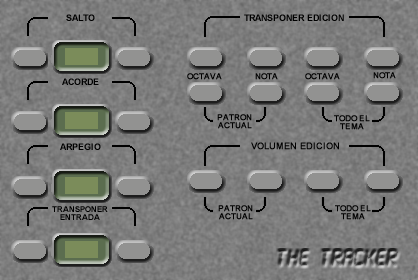 SALTO
ACORDE
ARPEGIO
TRANSPONER
ENTRADA
TRANSPONER EDICION
OCTAVA NOTA OCTAVA NOTA
PATRON
ACTUAL
TODO EL
TEMA
VOLUMEN EDICION
PATRON
ACTUAL
TODO EL
TEMA
THE TRACKER